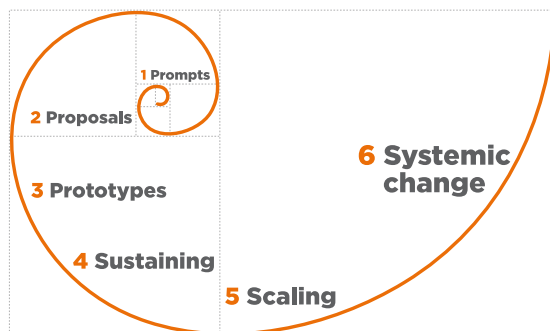 1 Prompts
2 Proposals
3 Prototypes
4 Sustaining
5 Scaling
6 Systemic
change